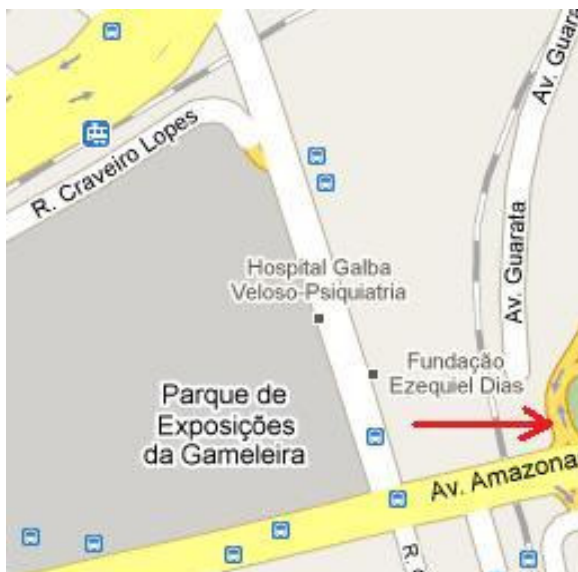 Av. Guarata
R. Craveiro Lopes
Av. Guarata
Hospital Galba
Veloso-Psiquiatria
Fundação
Ezequiel Dias
Parque de
Exposições
da Gameleira
Av. Amazona
R.